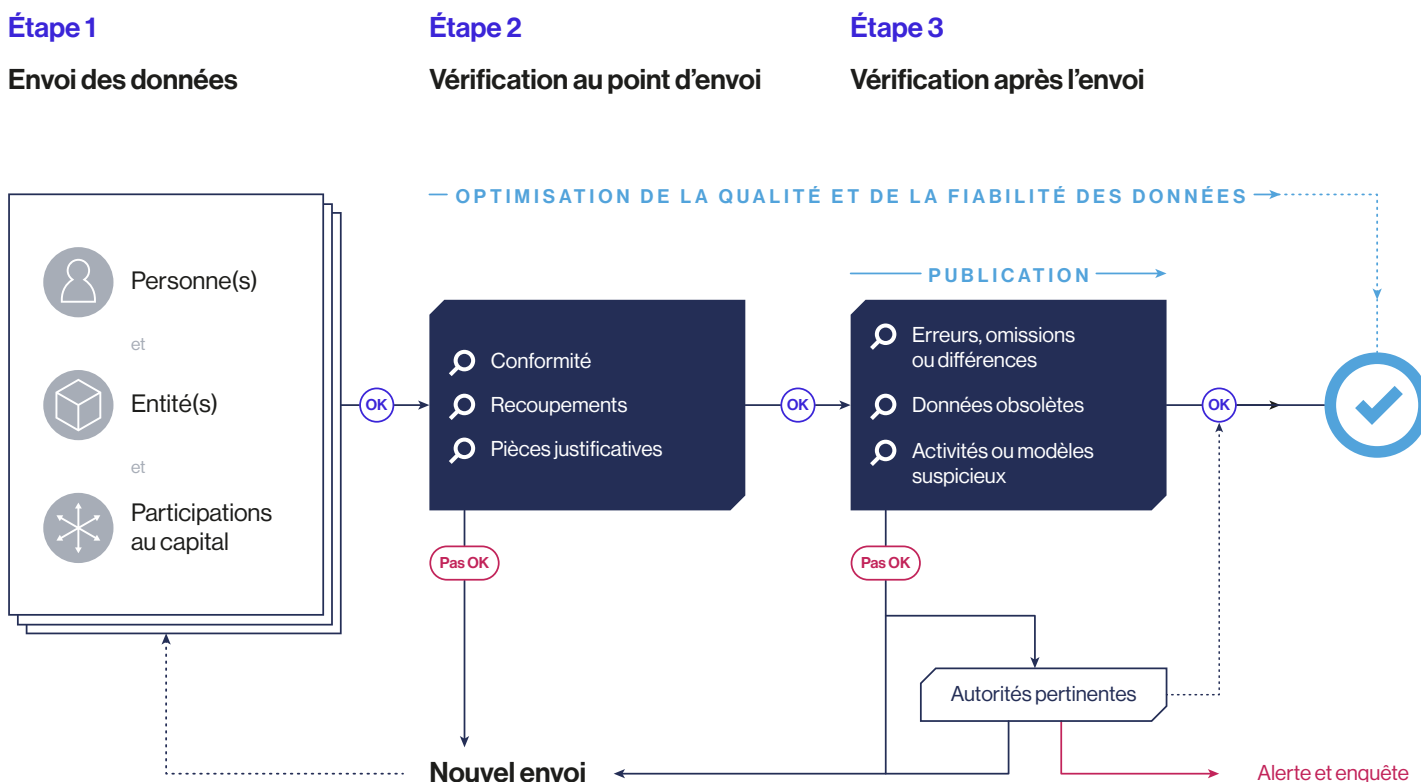 Étape 1
Envoi des données
Étape 2
Vérification au point d’envoi
Étape 3
Vérification après l’envoi
OPTIMISATION DE LA QUALITÉ ET DE LA FIABILITÉ DES DONNÉES
Personne(s)
et
Entité(s)
et
Participations
au capital
OK
Conformité
Recoupements
Pièces justificatives
OK
PUBLICATION
Erreurs, omissions
ou différences
Données obsolètes
Activités ou modèles
suspicieux
OK
Pas OK
Pas OK
Autorités pertinentes
Nouvel envoi
Alerte et enquête